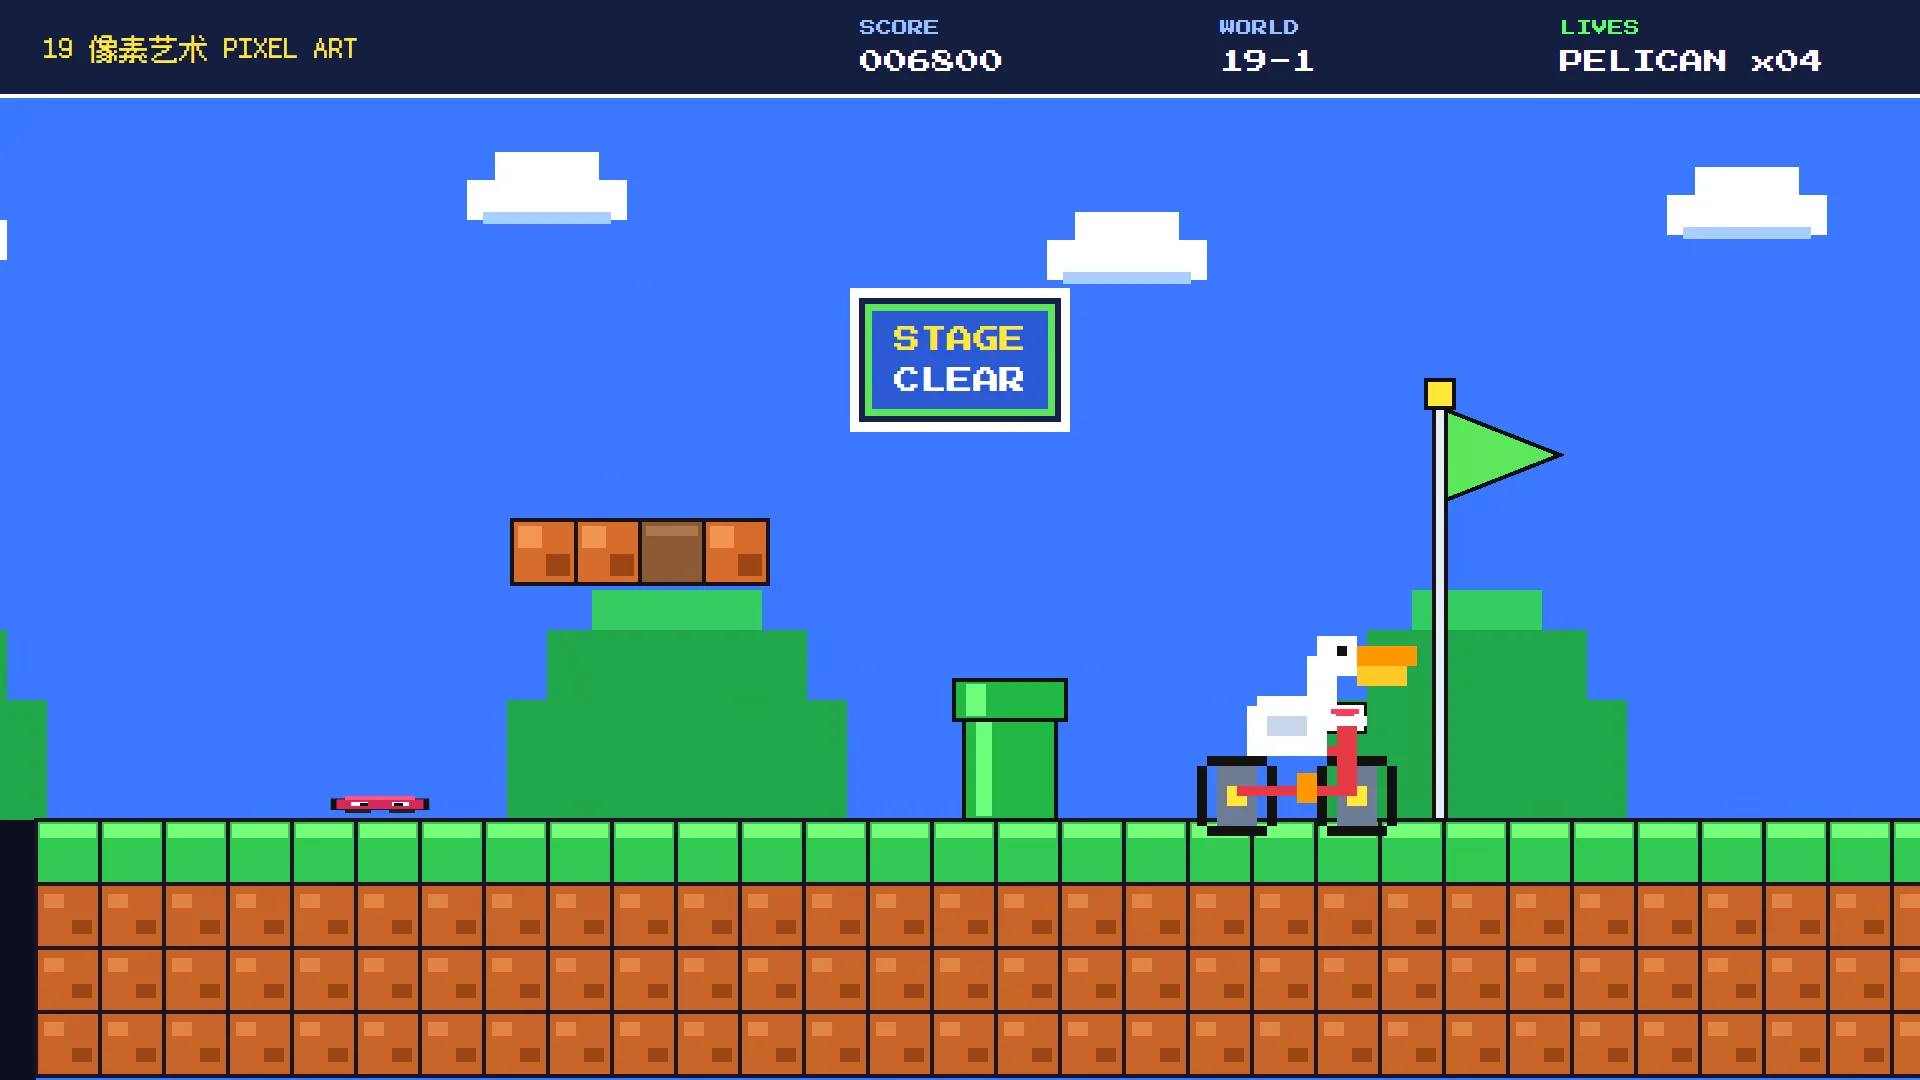 19 像素艺术 PIXEL ART
SCORE
006800
WORLD
19-1
LIVES
PELICAN x04
STAGE
CLEAR